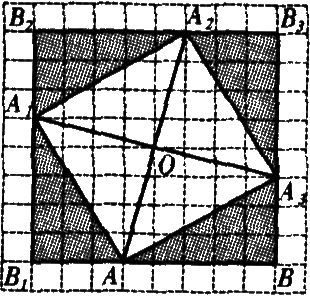 B₂ A₂ B₃
A₁
O
A₃
B₁ A B